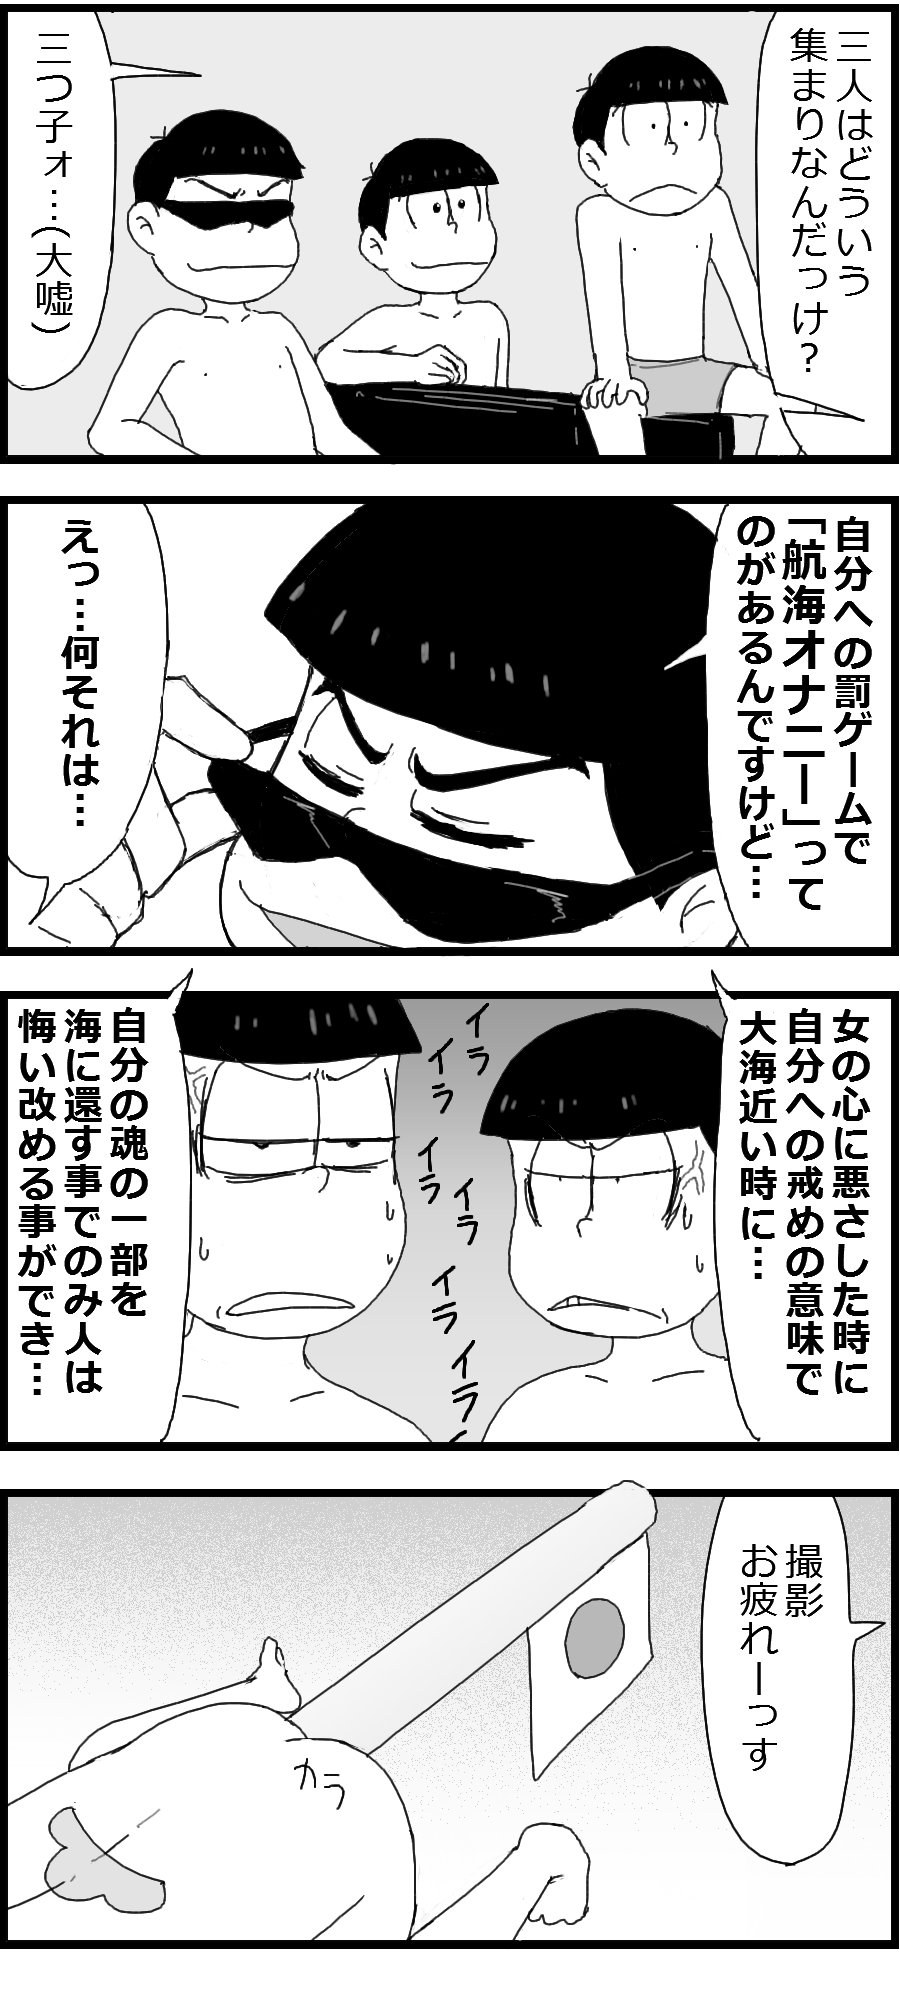 三人はどういう
集まりなんだっけ？
三つ子ォ…(大嘘)
自分への罰ゲームで
「航海オナニー」って
のがあるんですけど…
えっ…何それは…
女の心に悪さした時に
自分への戒めの意味で
大海近い時に…
イラ
イラ
イラ
イラ
イラ
イラ
イ
自分の魂の一部を
海に還す事でのみ人は
悔い改める事ができ…
撮影
お疲れーっす
カラ